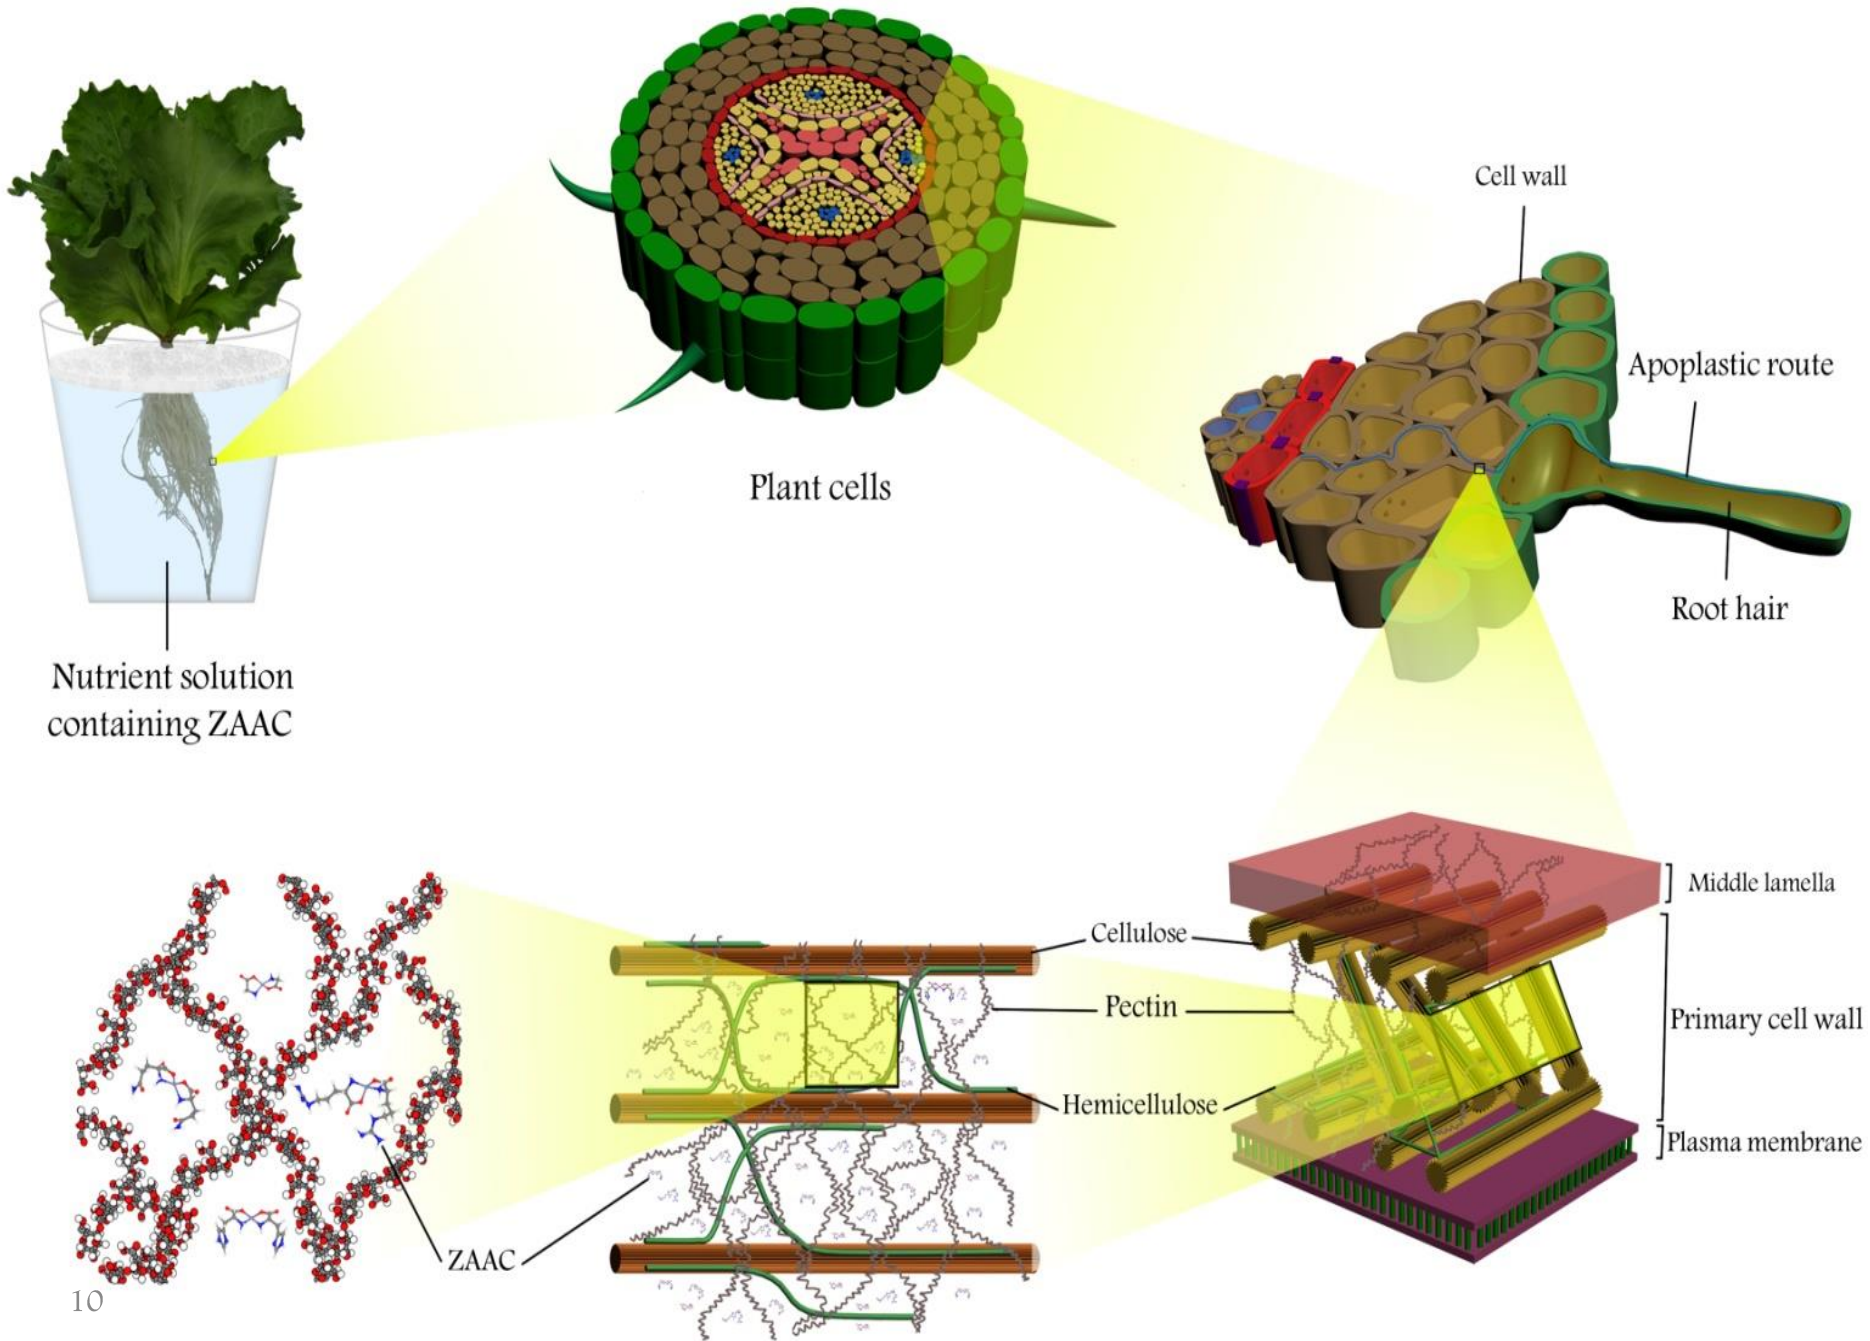 Cell wall
Apoplastic route
Plant cells
Root hair
Nutrient solution
containing ZAAC
Middle lamella
Cellulose
Pectin
Primary cell wall
Hemicellulose
Plasma membrane
ZAAC
10